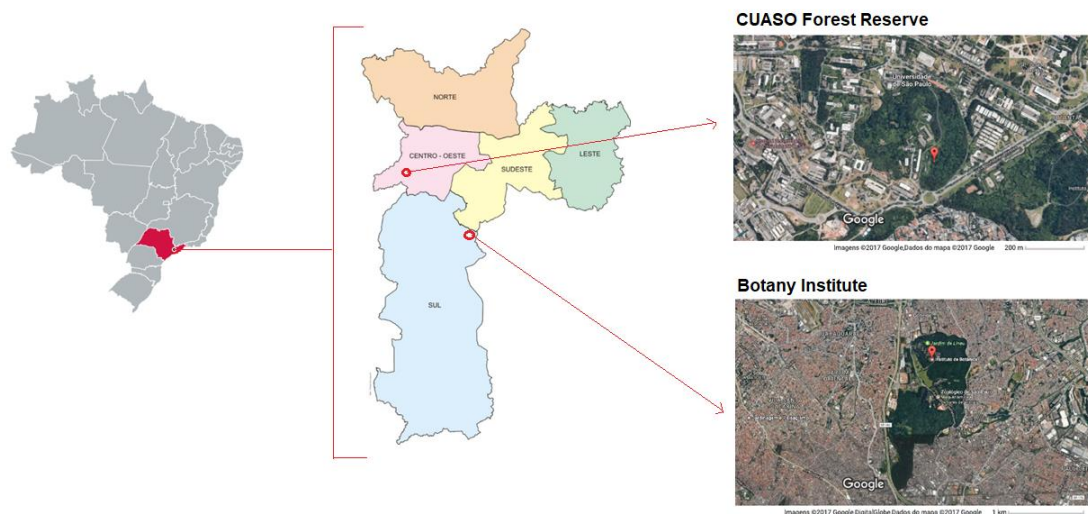 CUASO Forest Reserve
Universidade
São Paulo
Google
Imagens ©2017 Google,Dados do mapa ©2017 Google
200 m
NORTE
CENTRO - OESTE
SUDESTE
LESTE
SUL
Botany Institute
Jardim de Lineu
Instituto de Botânica
Google
Imagens ©2017 Google,DigitalGlobe,Dados do mapa ©2017 Google
1 km